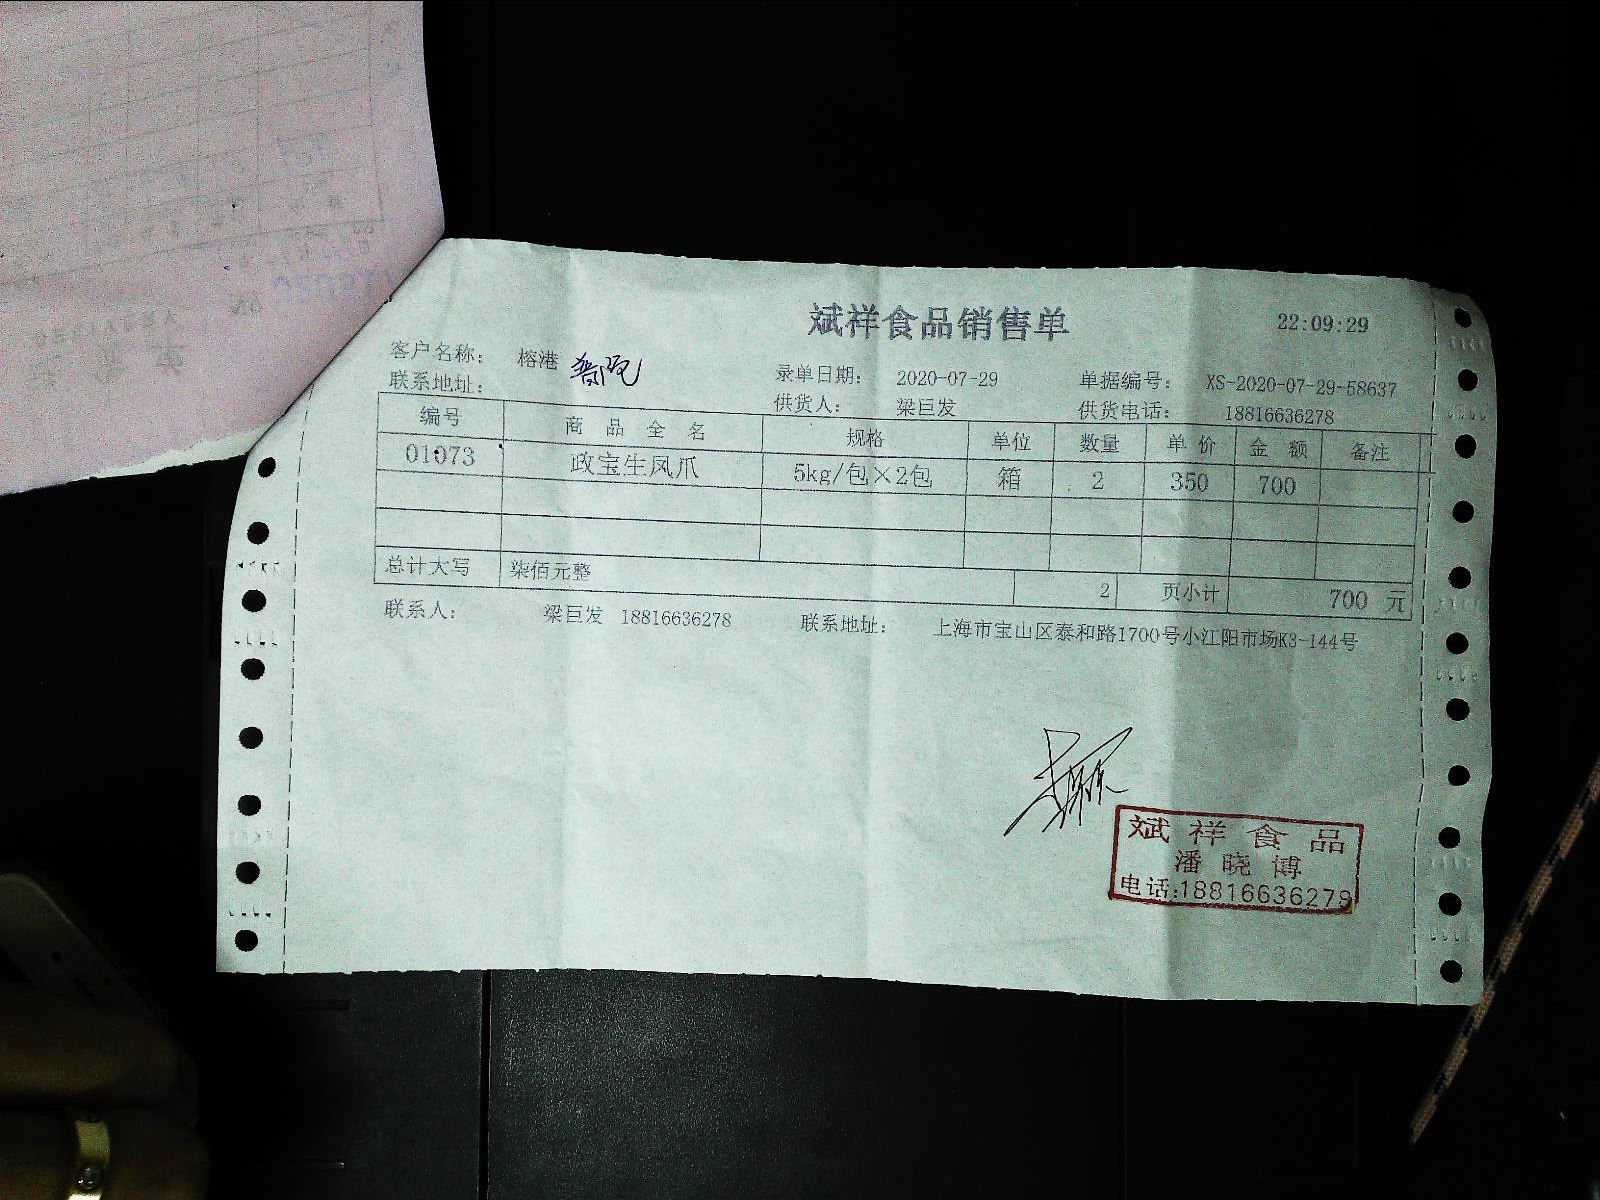 斌祥食品销售单 22:09:29
客户名称: 榕港 录单日期: 2020-07-29 单据编号: XS-2020-07-29-58637
联系地址: 供货人: 梁巨发 供货电话: 18816636278
编号 商品全名 规格 单位 数量 单价 金额 备注
01073 政宝生凤爪 5kg/包×2包 箱 2 350 700
总计大写 柒佰元整 2 页小计 700 元
联系人: 梁巨发 18816636278 联系地址: 上海市宝山区泰和路1700号小江阳市场K3-144号
斌祥食品
潘晓博
电话:18816636279